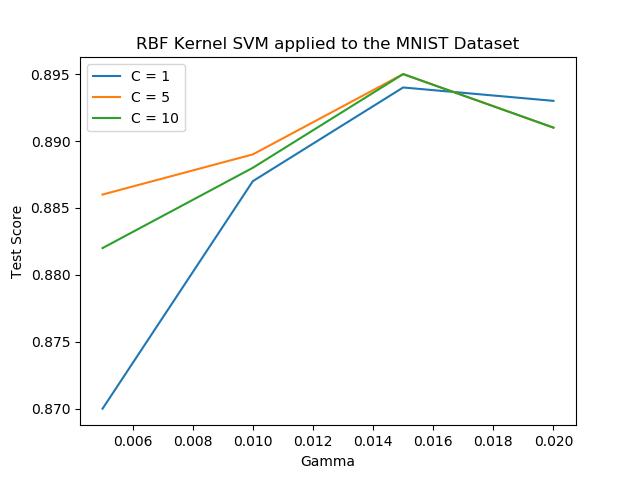 RBF Kernel SVM applied to the MNIST Dataset
C = 1
C = 5
C = 10
0.895
0.890
0.885
0.880
0.875
0.870
Test Score
0.006 0.008 0.010 0.012 0.014 0.016 0.018 0.020
Gamma